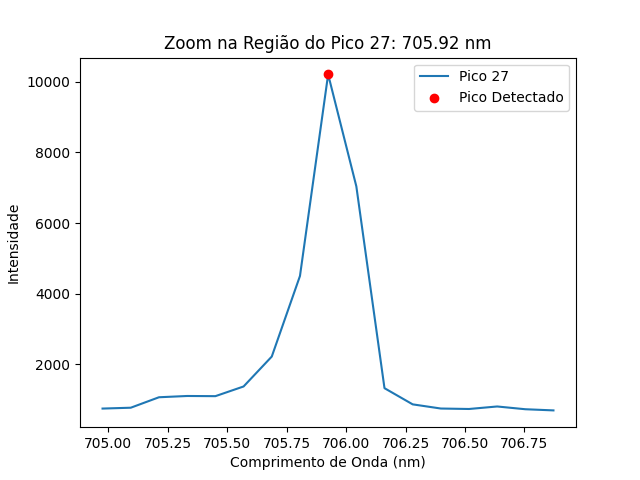 Zoom na Região do Pico 27: 705.92 nm
Pico 27
Pico Detectado
Intensidade
10000
8000
6000
4000
2000
705.00 705.25 705.50 705.75 706.00 706.25 706.50 706.75
Comprimento de Onda (nm)